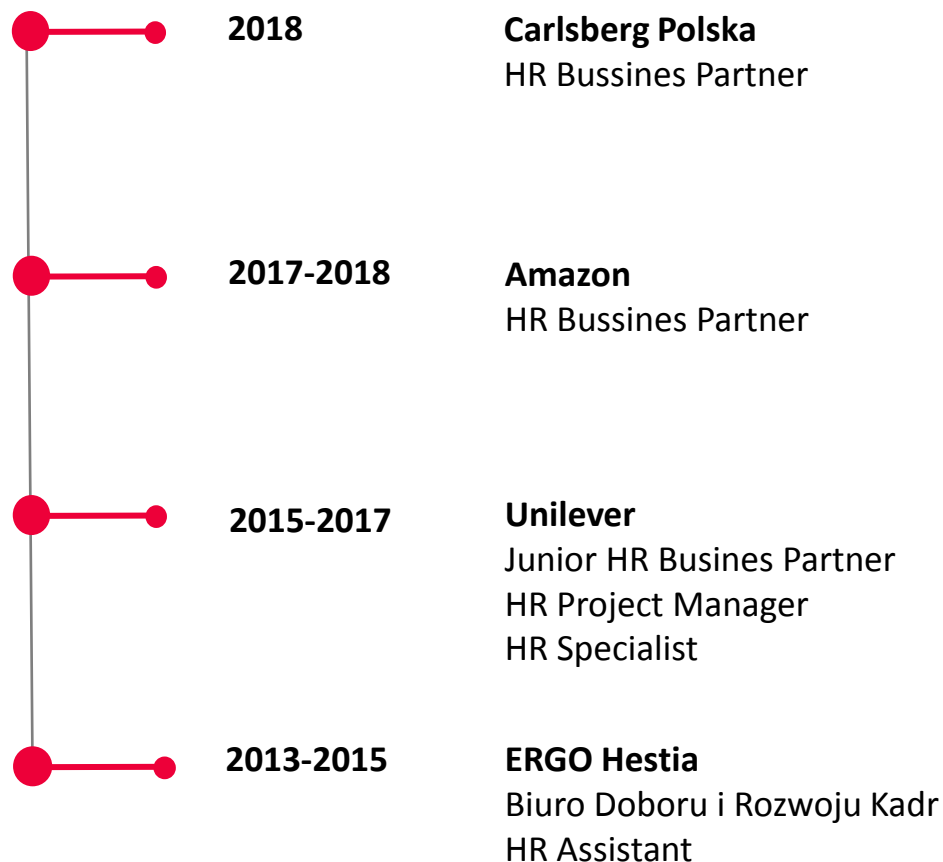 2018 Carlsberg Polska
HR Bussines Partner
2017-2018 Amazon
HR Bussines Partner
2015-2017 Unilever
Junior HR Busines Partner
HR Project Manager
HR Specialist
2013-2015 ERGO Hestia
Biuro Doboru i Rozwoju Kadr
HR Assistant